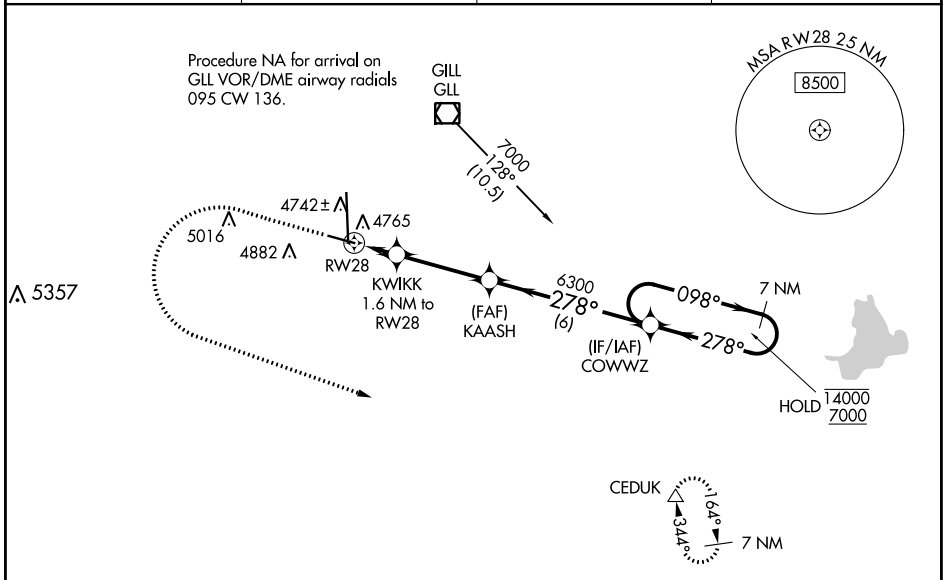 Procedure NA for arrival on
GLL VOR/DME airway radials
095 CW 136.
GILL
GLL
MSA RW28 25 NM
8500
7000
128°
(10.5)
4742±
4765
5016
4882
RW28
5357
KWIKK
1.6 NM to
RW28
(FAF)
KAASH
6300
278°
(6)
(IF/IAF)
COWWZ
098°
7 NM
278°
HOLD
14000
7000
CEDUK
344°
164°
7 NM